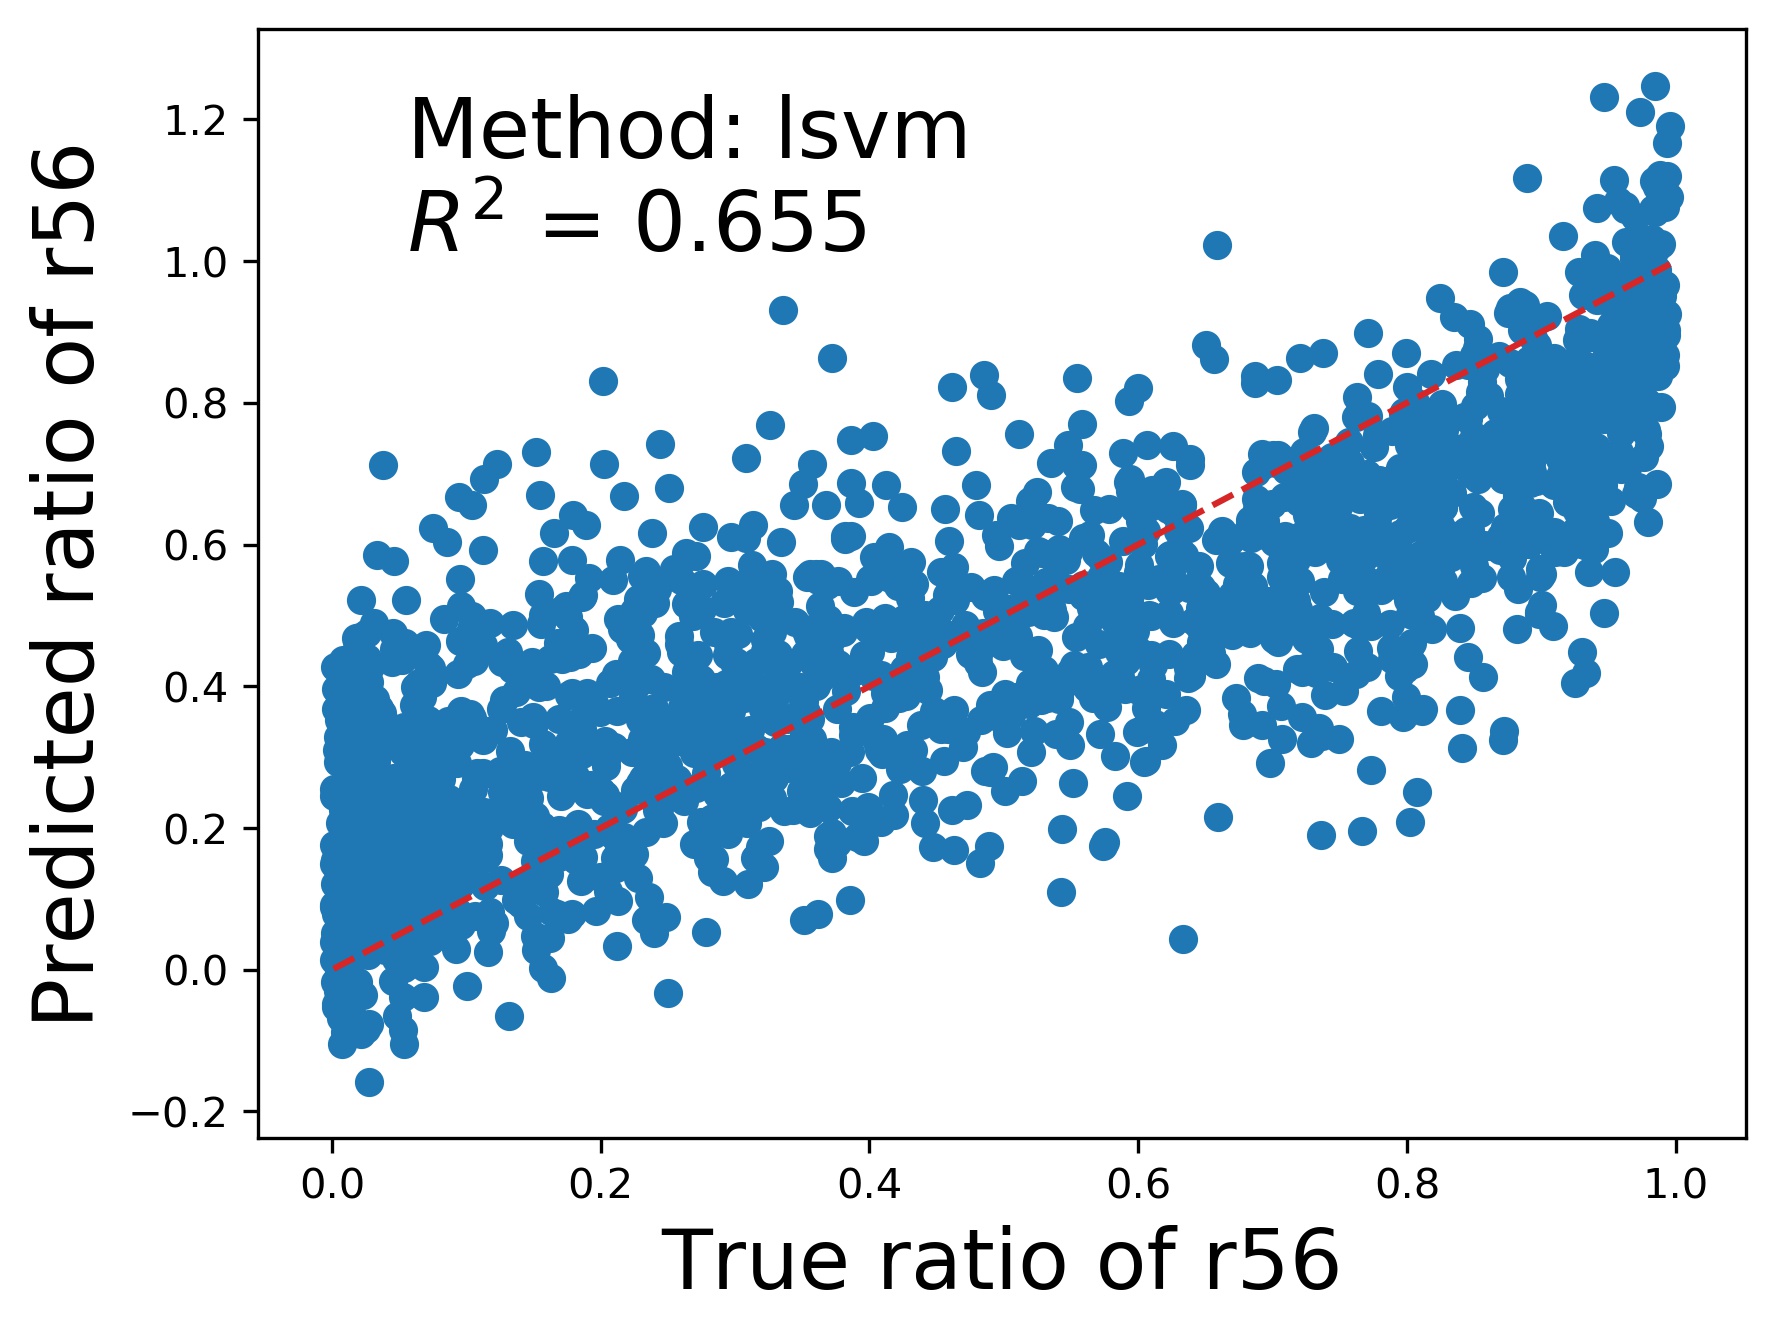 Method: lsvm
R² = 0.655
Predicted ratio of r56
1.2
1.0
0.8
0.6
0.4
0.2
0.0
−0.2
0.0 0.2 0.4 0.6 0.8 1.0
True ratio of r56